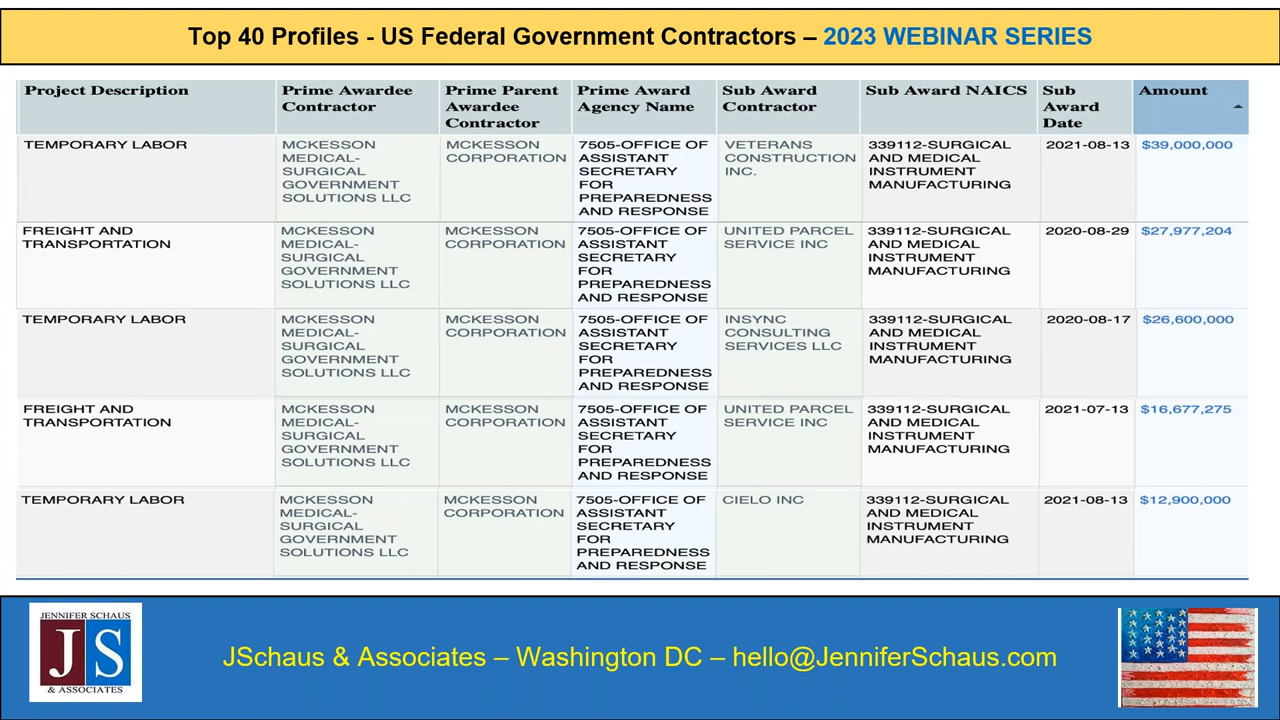 Top 40 Profiles - US Federal Government Contractors – 2023 WEBINAR SERIES
Project Description
Prime Awardee
Contractor
Prime Parent
Awardee
Contractor
Prime Award
Agency Name
Sub Award
Contractor
Sub Award NAICS
Sub
Award
Date
Amount
TEMPORARY LABOR
MCKESSON
MEDICAL-
SURGICAL
GOVERNMENT
SOLUTIONS LLC
MCKESSON
CORPORATION
7505-OFFICE OF
ASSISTANT
SECRETARY
FOR
PREPAREDNESS
AND RESPONSE
VETERANS
CONSTRUCTION
INC.
339112-SURGICAL
AND MEDICAL
INSTRUMENT
MANUFACTURING
2021-08-13
$39,000,000
FREIGHT AND
TRANSPORTATION
MCKESSON
MEDICAL-
SURGICAL
GOVERNMENT
SOLUTIONS LLC
MCKESSON
CORPORATION
7505-OFFICE OF
ASSISTANT
SECRETARY
FOR
PREPAREDNESS
AND RESPONSE
UNITED PARCEL
SERVICE INC
339112-SURGICAL
AND MEDICAL
INSTRUMENT
MANUFACTURING
2020-08-29
$27,977,204
TEMPORARY LABOR
MCKESSON
MEDICAL-
SURGICAL
GOVERNMENT
SOLUTIONS LLC
MCKESSON
CORPORATION
7505-OFFICE OF
ASSISTANT
SECRETARY
FOR
PREPAREDNESS
AND RESPONSE
INSYNC
CONSULTING
SERVICES LLC
339112-SURGICAL
AND MEDICAL
INSTRUMENT
MANUFACTURING
2020-08-17
$26,600,000
FREIGHT AND
TRANSPORTATION
MCKESSON
MEDICAL-
SURGICAL
GOVERNMENT
SOLUTIONS LLC
MCKESSON
CORPORATION
7505-OFFICE OF
ASSISTANT
SECRETARY
FOR
PREPAREDNESS
AND RESPONSE
UNITED PARCEL
SERVICE INC
339112-SURGICAL
AND MEDICAL
INSTRUMENT
MANUFACTURING
2021-07-13
$16,677,275
TEMPORARY LABOR
MCKESSON
MEDICAL-
SURGICAL
GOVERNMENT
SOLUTIONS LLC
MCKESSON
CORPORATION
7505-OFFICE OF
ASSISTANT
SECRETARY
FOR
PREPAREDNESS
AND RESPONSE
CIELO INC
339112-SURGICAL
AND MEDICAL
INSTRUMENT
MANUFACTURING
2021-08-13
$12,900,000
JENNIFER SCHAUS
JS
& ASSOCIATES
JSchaus & Associates – Washington DC – hello@JenniferSchaus.com